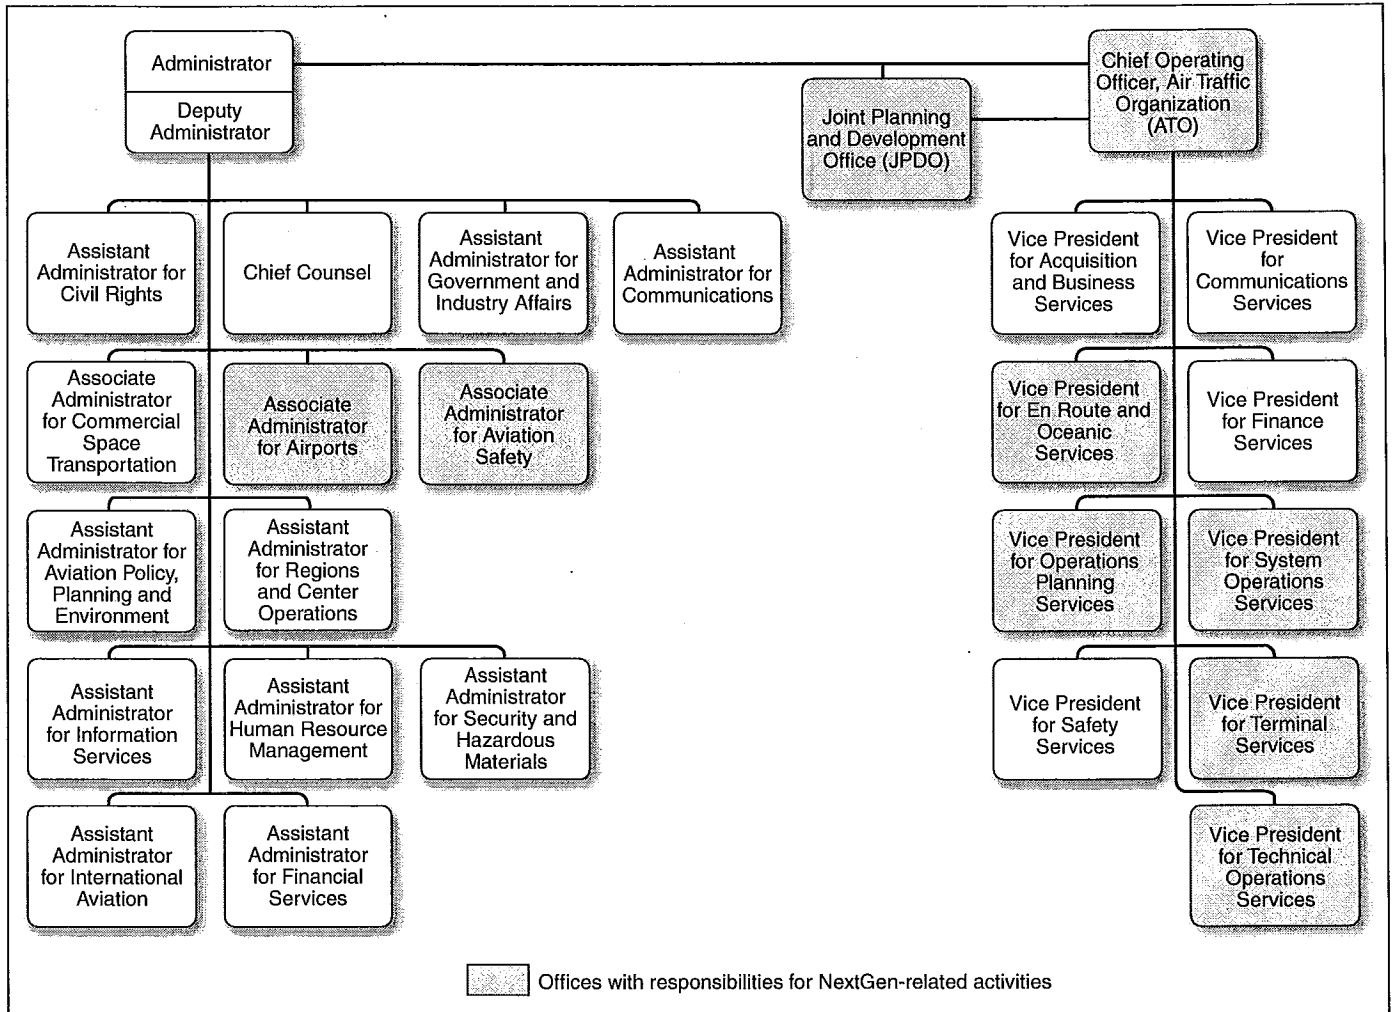 Administrator
Deputy
Administrator
Joint Planning
and Development
Office (JPDO)
Chief Operating
Officer, Air Traffic
Organization
(ATO)
Assistant
Administrator for
Civil Rights
Chief Counsel
Assistant
Administrator for
Government and
Industry Affairs
Assistant
Administrator for
Communications
Associate
Administrator
for Commercial
Space
Transportation
Associate
Administrator
for Airports
Associate
Administrator
for Aviation
Safety
Assistant
Administrator for
Aviation Policy,
Planning and
Environment
Assistant
Administrator
for Regions
and Center
Operations
Assistant
Administrator
for Information
Services
Assistant
Administrator for
Human Resource
Management
Assistant
Administrator
for Security and
Hazardous
Materials
Assistant
Administrator
for International
Aviation
Assistant
Administrator
for Financial
Services
Vice President
for Acquisition
and Business
Services
Vice President
for
Communications
Services
Vice President
for En Route and
Oceanic
Services
Vice President
for Finance
Services
Vice President
for Operations
Planning
Services
Vice President
for System
Operations
Services
Vice President
for Safety
Services
Vice President
for Terminal
Services
Vice President
for Technical
Operations
Services
Offices with responsibilities for NextGen-related activities